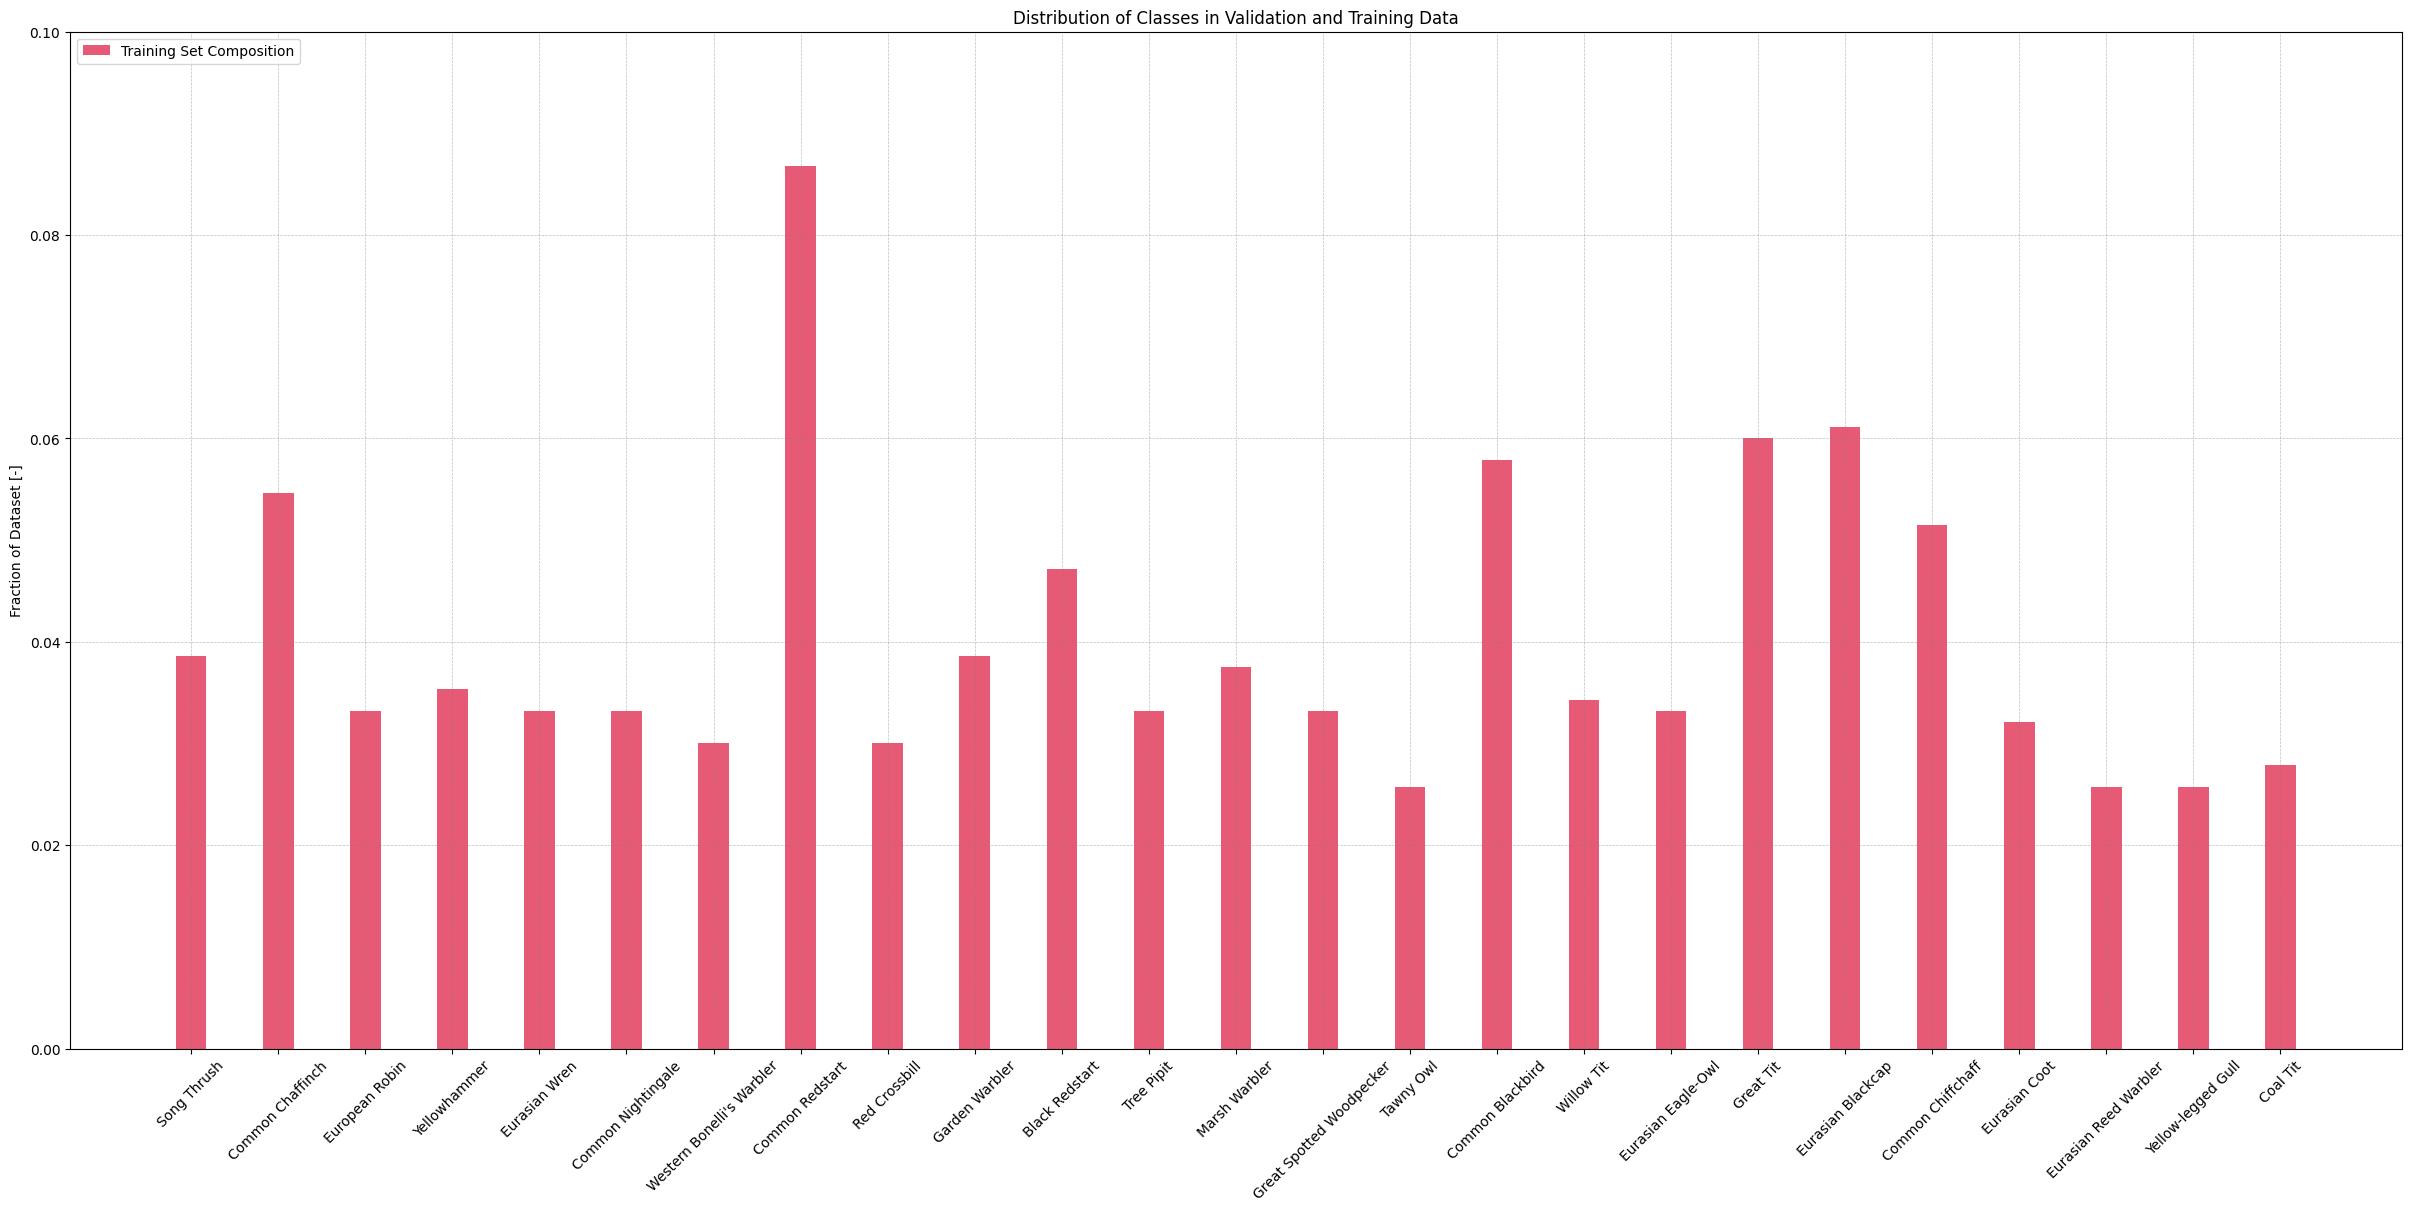 Distribution of Classes in Validation and Training Data
Training Set Composition
Fraction of Dataset [-]
0.10
0.08
0.06
0.04
0.02
0.00
Song Thrush
Common Chaffinch
European Robin
Yellowhammer
Eurasian Wren
Common Nightingale
Western Bonelli's Warbler
Common Redstart
Red Crossbill
Garden Warbler
Black Redstart
Tree Pipit
Marsh Warbler
Great Spotted Woodpecker
Tawny Owl
Common Blackbird
Willow Tit
Eurasian Eagle-Owl
Great Tit
Eurasian Blackcap
Common Chiffchaff
Eurasian Coot
Eurasian Reed Warbler
Yellow-legged Gull
Coal Tit